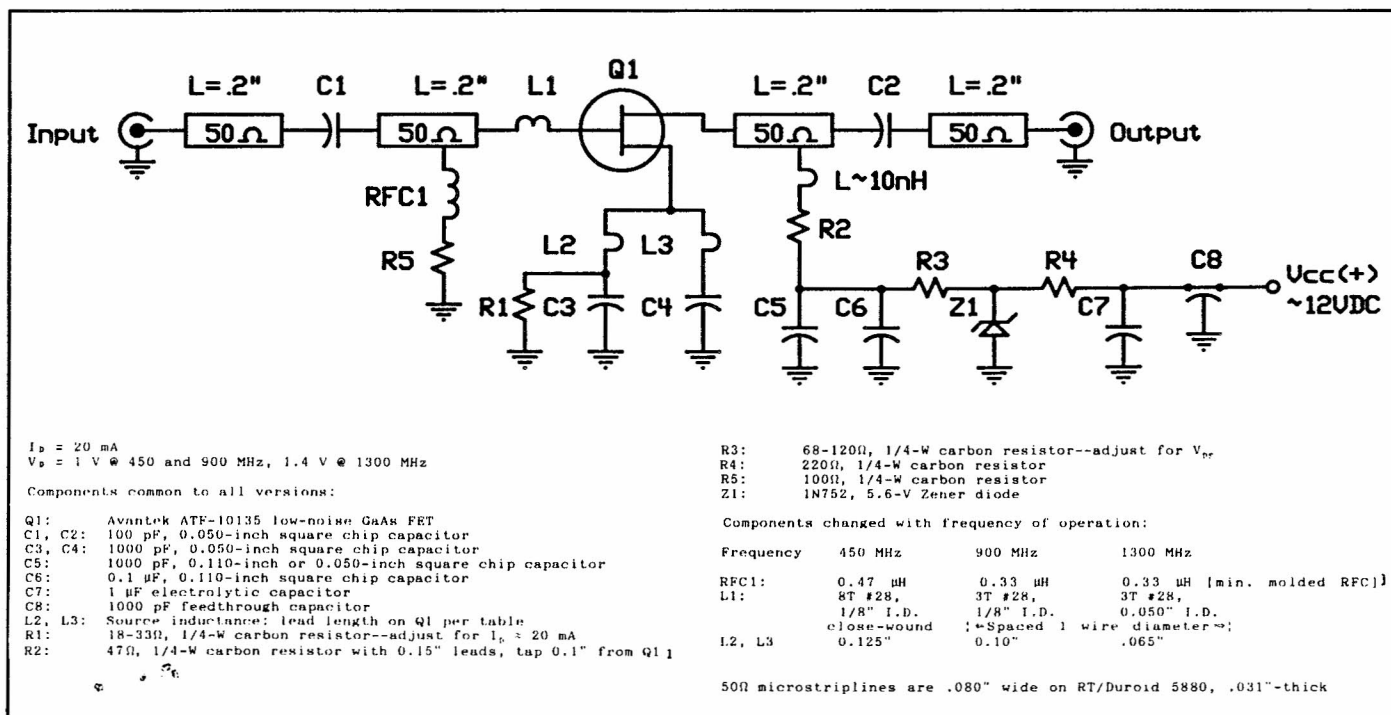 L=.2" C1 L=.2" L1 Q1 L=.2" C2 L=.2"
Input 50Ω 50Ω 50Ω 50Ω Output
RFC1 L~10nH
R5 L2 L3 R2
R3 R4 C8 Vcc(+)
~12VDC
R1 C3 C4 C5 C6 Z1 C7
I_D = 20 mA
V_D = 1 V @ 450 and 900 MHz, 1.4 V @ 1300 MHz
Components common to all versions:
Q1: Avantek ATF-10135 low-noise GaAs FET
C1, C2: 100 pF, 0.050-inch square chip capacitor
C3, C4: 1000 pF, 0.050-inch square chip capacitor
C5: 1000 pF, 0.110-inch or 0.050-inch square chip capacitor
C6: 0.1 µF, 0.110-inch square chip capacitor
C7: 1 µF electrolytic capacitor
C8: 1000 pF feedthrough capacitor
L2, L3: Source inductance: lead length on Q1 per table
R1: 18-33Ω, 1/4-W carbon resistor--adjust for I_D ≈ 20 mA
R2: 47Ω, 1/4-W carbon resistor with 0.15" leads, tap 0.1" from Q1
R3: 68-120Ω, 1/4-W carbon resistor--adjust for
R4: 220Ω, 1/4-W carbon resistor
R5: 100Ω, 1/4-W carbon resistor
Z1: 1N752, 5.6-V Zener diode
Components changed with frequency of operation:
Frequency 450 MHz 900 MHz 1300 MHz
RFC1: 0.47 µH 0.33 µH 0.33 µH [min. molded RFC]
L1: 8T #28, 3T #28, 3T #28,
1/8" I.D. 1/8" I.D. 0.050" I.D.
close-wound ¦←Spaced 1 wire diameter→¦
L2, L3 0.125" 0.10" .065"
50Ω microstriplines are .080" wide on RT/Duroid 5880, .031"-thick